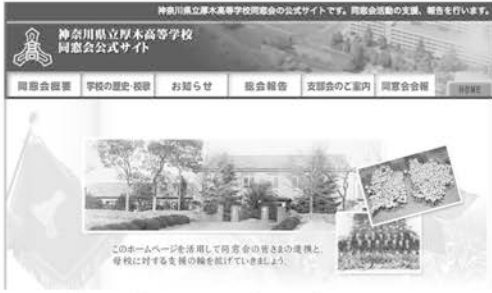 神奈川県立厚木高等学校同窓会の公式サイトです。同窓会活動の支援、報告を行います。
神奈川県立厚木高等学校
同窓会公式サイト
同窓会概要 学校の歴史・校歌 お知らせ 総会報告 支部会のご案内 同窓会会報 HOME
このホームページを活用して同窓会の皆さまの連携と、
母校に対する支援の輪を拡げていきましょう。